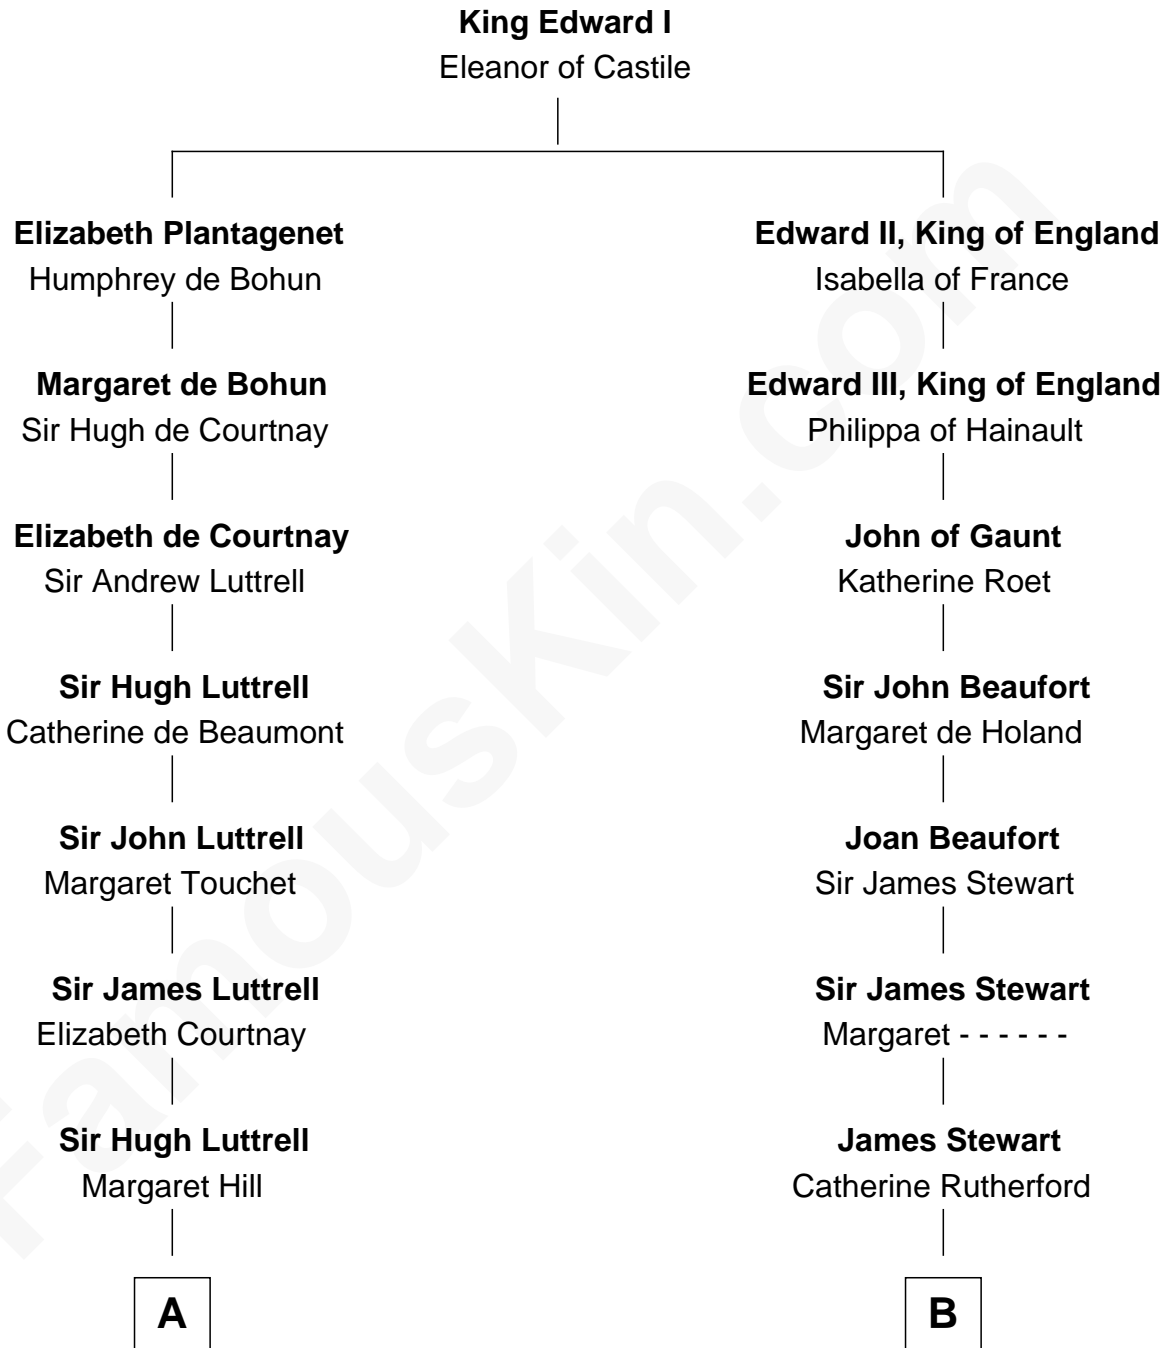 King Edward I
Eleanor of Castile
Elizabeth Plantagenet
Humphrey de Bohun
Edward II, King of England
Isabella of France
Margaret de Bohun
Sir Hugh de Courtnay
Edward III, King of England
Philippa of Hainault
Elizabeth de Courtnay
Sir Andrew Luttrell
John of Gaunt
Katherine Roet
Sir Hugh Luttrell
Catherine de Beaumont
Sir John Beaufort
Margaret de Holand
Sir John Luttrell
Margaret Touchet
Joan Beaufort
Sir James Stewart
Sir James Luttrell
Elizabeth Courtnay
Sir James Stewart
Margaret - - - - - -
Sir Hugh Luttrell
Margaret Hill
James Stewart
Catherine Rutherford
A
B
FamousKin.com